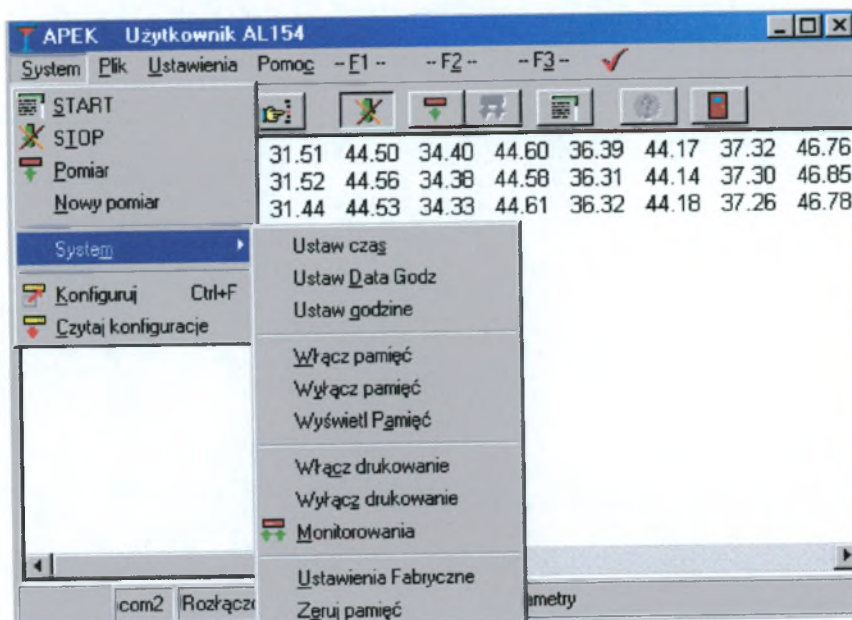 APEK Użytkownik AL154
System Plik Ustawienia Pomoc -- F1 -- -- F2 -- -- F3 --
START
STOP
Pomiar
Nowy pomiar
System
Konfiguruj Ctrl+F
Czytaj konfiguracje
31.51 44.50 34.40 44.60 36.39 44.17 37.32 46.76
31.52 44.56 34.38 44.58 36.31 44.14 37.30 46.85
31.44 44.53 34.33 44.61 36.32 44.18 37.26 46.78
Ustaw czas
Ustaw Data Godz
Ustaw godzine
Włącz pamięć
Wyłącz pamięć
Wyświetl Pamięć
Włącz drukowanie
Wyłącz drukowanie
Monitorowania
Ustawienia Fabryczne
Zeruj pamięć
com2 Rozłącz ametry